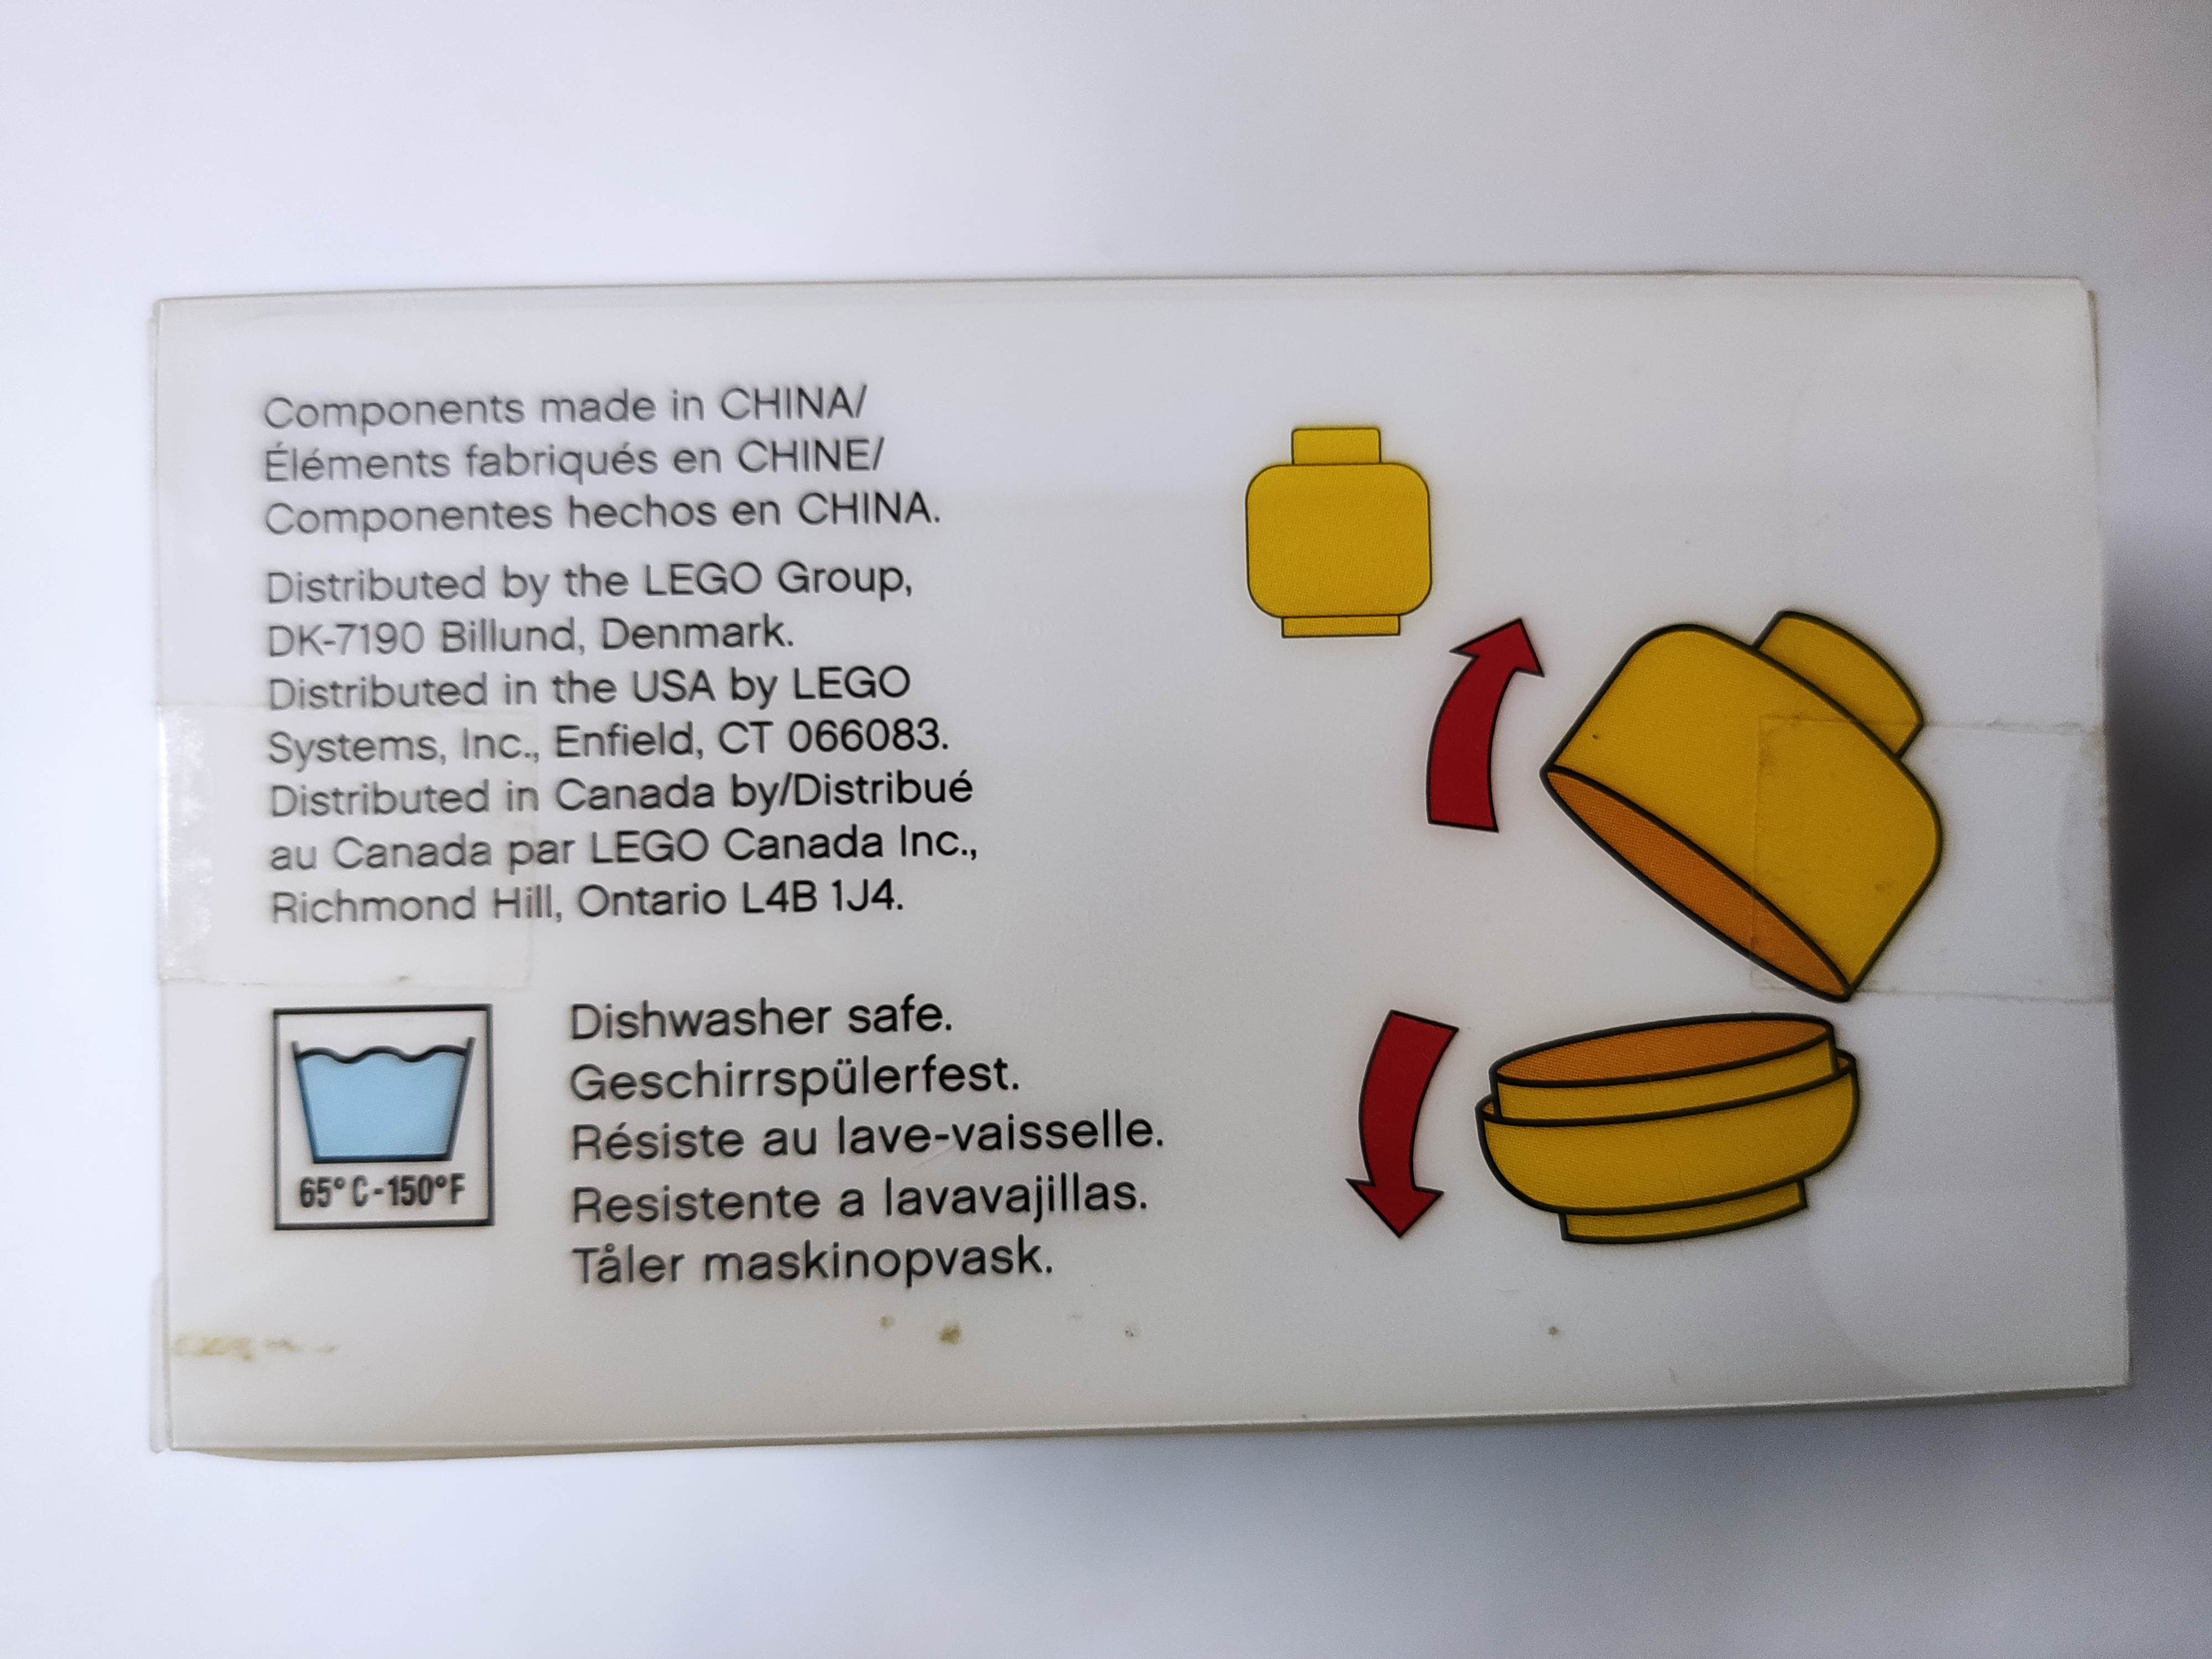 Components made in CHINA/
Éléments fabriqués en CHINE/
Componentes hechos en CHINA.
Distributed by the LEGO Group,
DK-7190 Billund, Denmark.
Distributed in the USA by LEGO
Systems, Inc., Enfield, CT 066083.
Distributed in Canada by/Distribué
au Canada par LEGO Canada Inc.,
Richmond Hill, Ontario L4B 1J4.
65°C-150°F
Dishwasher safe.
Geschirrspülerfest.
Résiste au lave-vaisselle.
Resistente a lavavajillas.
Tåler maskinopvask.